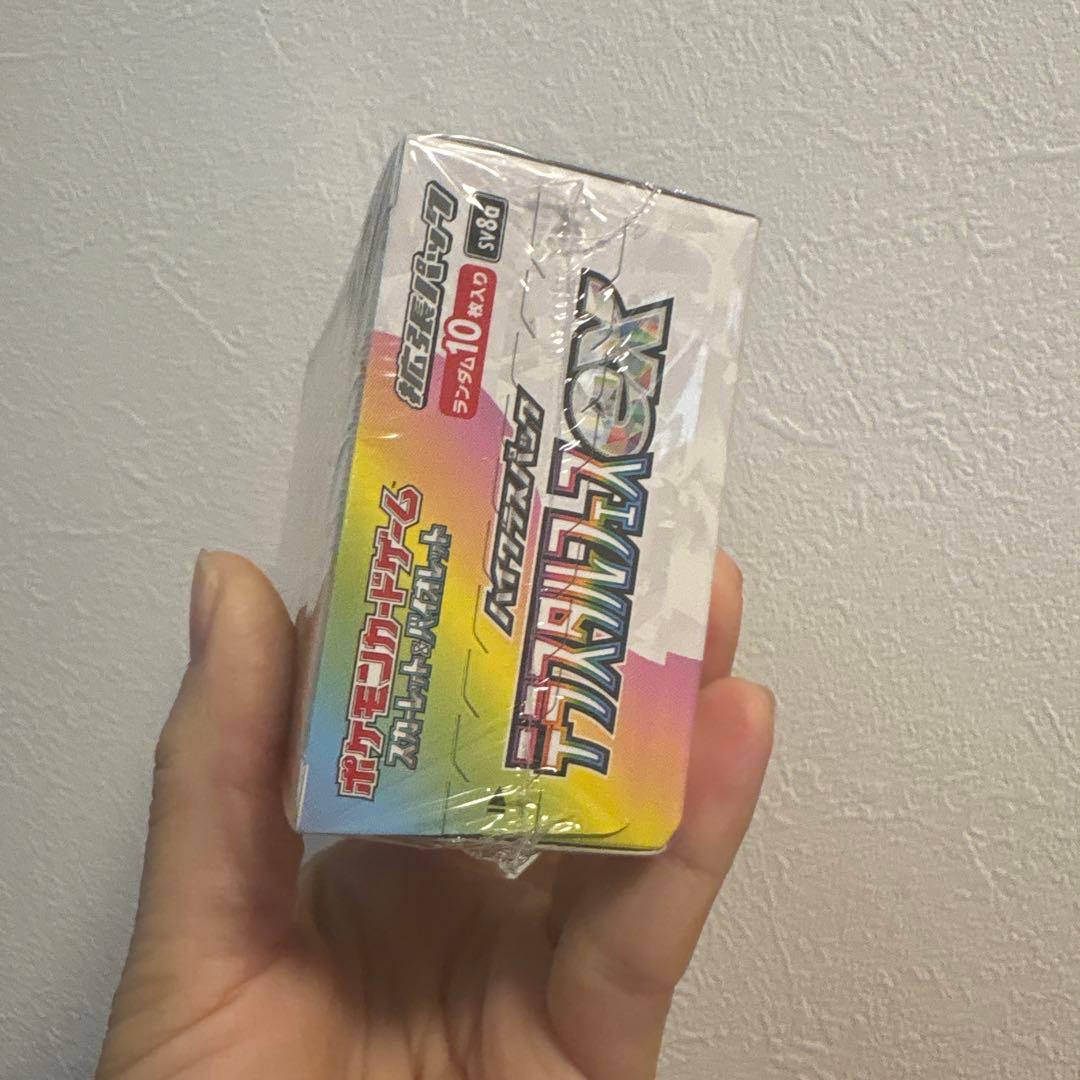 拡張パック
sv8a
ランダム10枚入り
ポケモンカードゲーム
スカーレット&バイオレット
ハイクラスパック
テラスタルフェスex